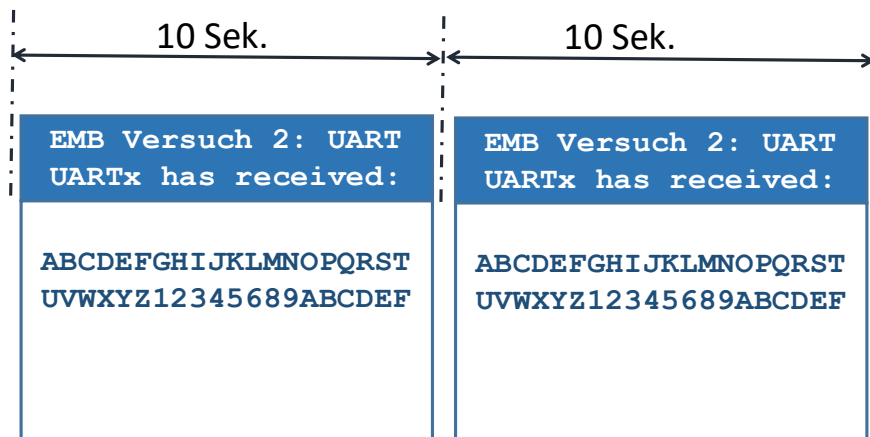 10 Sek.
10 Sek.
EMB Versuch 2: UART
UARTx has received:
ABCDEFGHIJKLMNOPQRST
UVWXYZ12345689ABCDEF
EMB Versuch 2: UART
UARTx has received:
ABCDEFGHIJKLMNOPQRST
UVWXYZ12345689ABCDEF